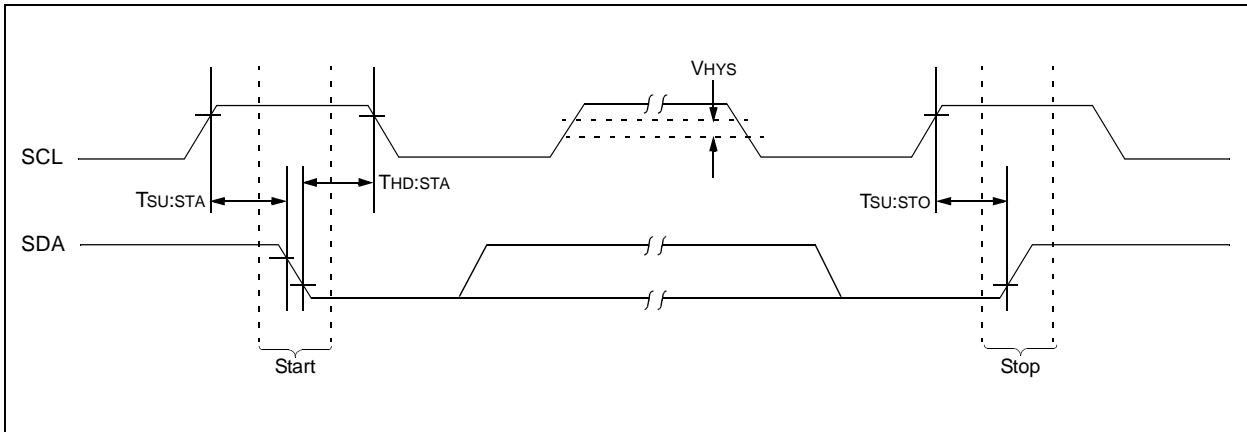 VHYS
SCL
TSU:STA
THD:STA
TSU:STO
SDA
Start
Stop